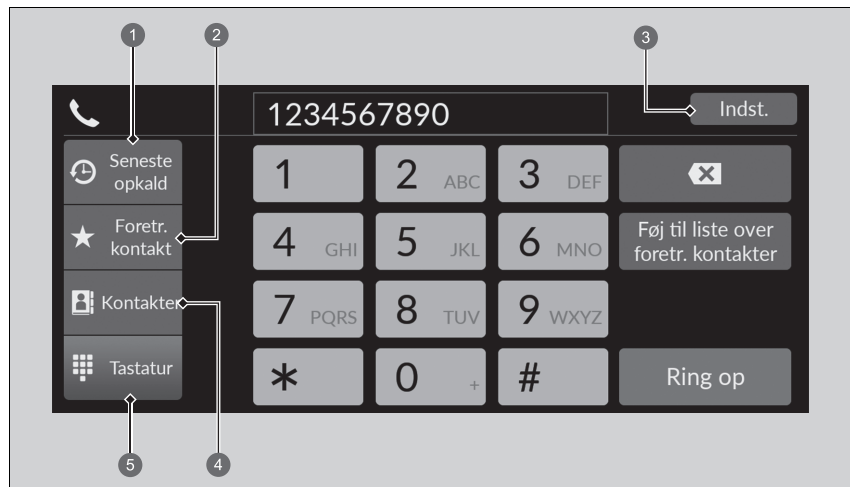 1
2
3
1234567890
Indst.
Seneste
opkald
1
2 ABC
3 DEF
Foretr.
kontakt
4 GHI
5 JKL
6 MNO
Føj til liste over
foretr. kontakter
Kontakter
7 PQRS
8 TUV
9 WXYZ
Tastatur
*
0 +
#
Ring op
5
4